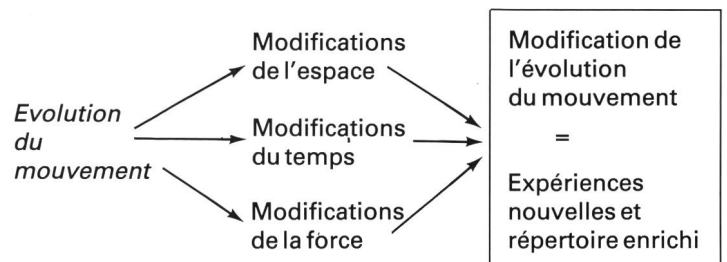 Evolution
du
mouvement
Modifications
de l'espace
Modifications
du temps
Modifications
de la force
Modification de
l'évolution
du mouvement
=
Expériences
nouvelles et
répertoire enrichi